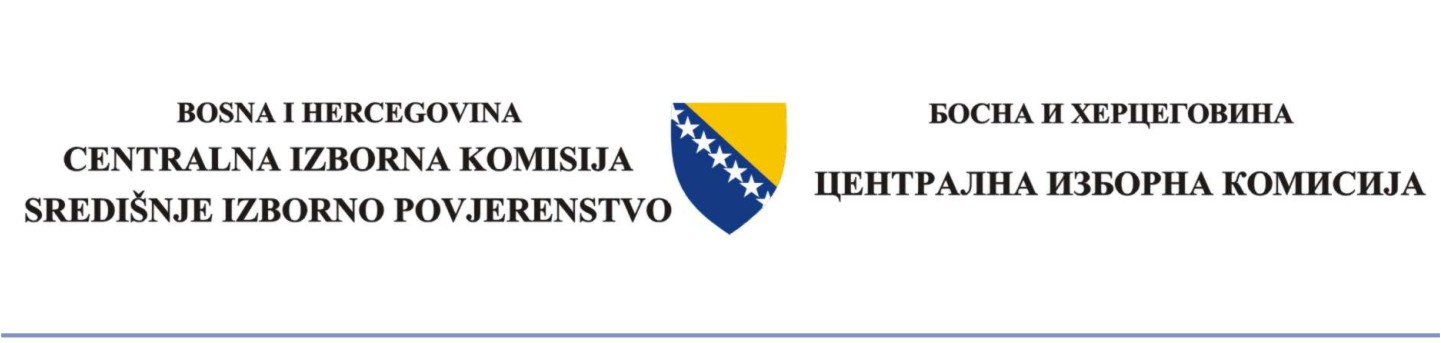 BOSNA I HERCEGOVINA
CENTRALNA IZBORNA KOMISIJA
SREDIŠNJE IZBORNO POVJERENSTVO
БОСНА И ХЕРЦЕГОВИНА
ЦЕНТРАЛНА ИЗБОРНА КОМИСИЈА